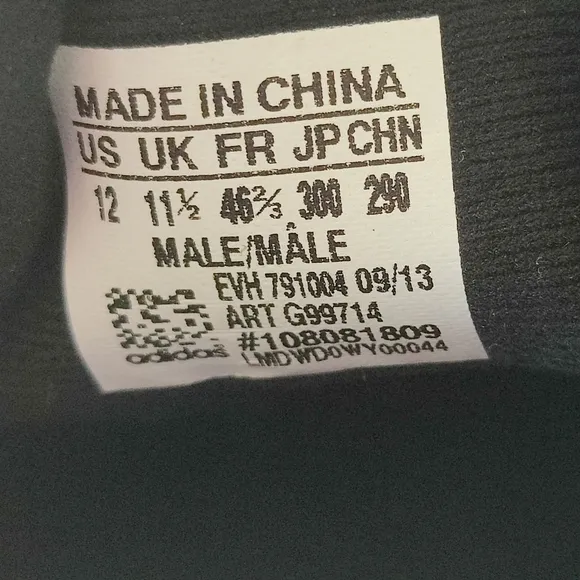 MADE IN CHINA
US UK FR JP CHN
12 11½ 46⅔ 300 290
MALE/MÂLE
EVH 791004 09/13
ART G99714
#108081809
adidas LMDWD0WY00044